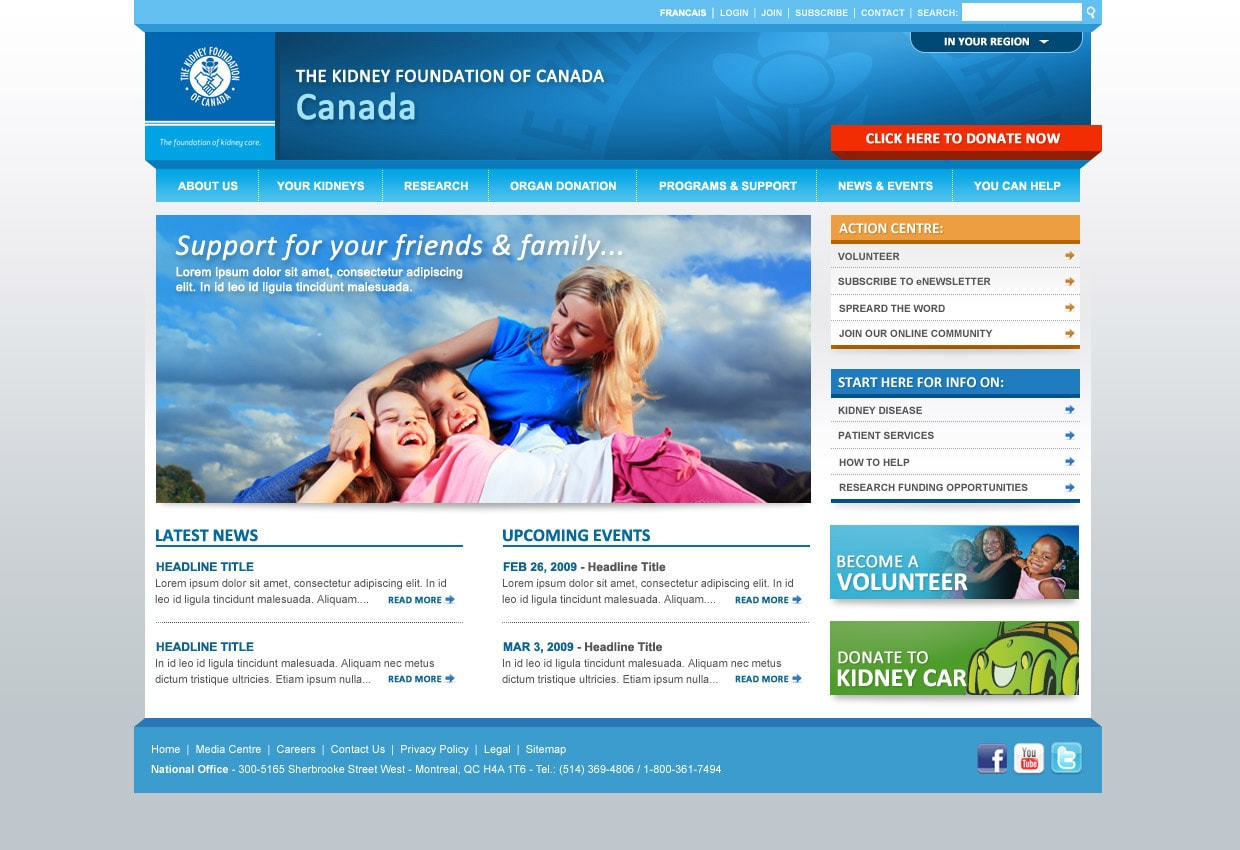 FRANCAIS | LOGIN | JOIN | SUBSCRIBE | CONTACT | SEARCH:
IN YOUR REGION
THE KIDNEY FOUNDATION OF CANADA
THE KIDNEY FOUNDATION OF CANADA
Canada
The foundation of kidney care.
CLICK HERE TO DONATE NOW
ABOUT US YOUR KIDNEYS RESEARCH ORGAN DONATION PROGRAMS & SUPPORT NEWS & EVENTS YOU CAN HELP
Support for your friends & family...
Lorem ipsum dolor sit amet, consectetur adipiscing
elit. In id leo id ligula tincidunt malesuada.
ACTION CENTRE:
VOLUNTEER
SUBSCRIBE TO eNEWSLETTER
SPREARD THE WORD
JOIN OUR ONLINE COMMUNITY
START HERE FOR INFO ON:
KIDNEY DISEASE
PATIENT SERVICES
HOW TO HELP
RESEARCH FUNDING OPPORTUNITIES
LATEST NEWS
HEADLINE TITLE
Lorem ipsum dolor sit amet, consectetur adipiscing elit. In id
leo id ligula tincidunt malesuada. Aliquam.... READ MORE
HEADLINE TITLE
In id leo id ligula tincidunt malesuada. Aliquam nec metus
dictum tristique ultricies. Etiam ipsum nulla... READ MORE
UPCOMING EVENTS
FEB 26, 2009 - Headline Title
Lorem ipsum dolor sit amet, consectetur adipiscing elit. In id
leo id ligula tincidunt malesuada. Aliquam.... READ MORE
MAR 3, 2009 - Headline Title
In id leo id ligula tincidunt malesuada. Aliquam nec metus
dictum tristique ultricies. Etiam ipsum nulla... READ MORE
BECOME A
VOLUNTEER
DONATE TO
KIDNEY CAR
Home | Media Centre | Careers | Contact Us | Privacy Policy | Legal | Sitemap
National Office - 300-5165 Sherbrooke Street West - Montreal, QC H4A 1T6 - Tel.: (514) 369-4806 / 1-800-361-7494
f You Tube t